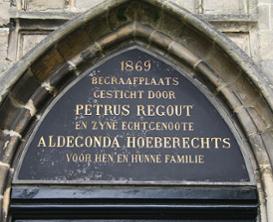 1869
BEGRAAFPLAATS
GESTICHT DOOR
PETRUS REGOUT
EN ZYNE ECHTGENOOTE
ALDEGONDA HOEBERECHTS
VOOR HEN EN HUNNE FAMILIE